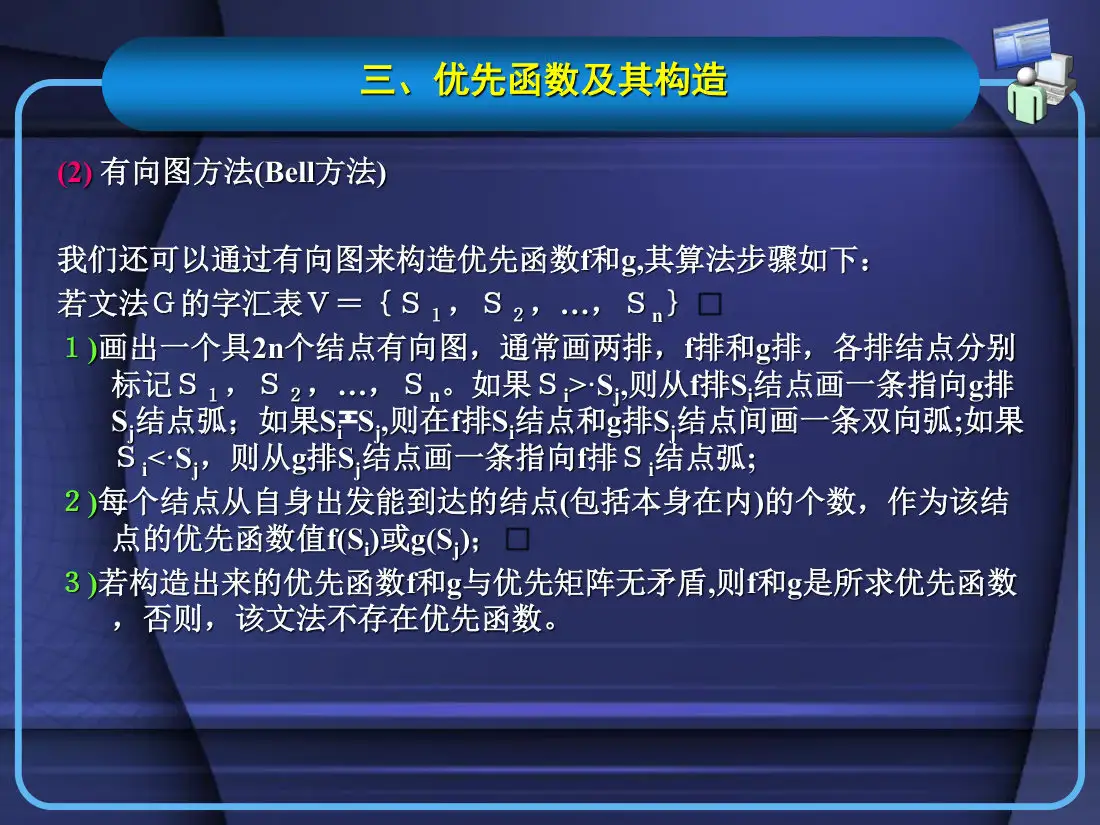 三、优先函数及其构造
(2) 有向图方法(Bell方法)
我们还可以通过有向图来构造优先函数f和g,其算法步骤如下：
若文法Ｇ的字汇表Ｖ＝｛Ｓ１，Ｓ２，…，Ｓn｝□
１)画出一个具2n个结点有向图，通常画两排，f排和g排，各排结点分别
标记Ｓ１，Ｓ２，…，Ｓn。如果Ｓi>·Sj,则从f排Si结点画一条指向g排
Sj结点弧；如果Si≖Sj,则在f排Si结点和g排Sj结点间画一条双向弧;如果
Ｓi<·Sj，则从g排Sj结点画一条指向f排Ｓi结点弧;
２)每个结点从自身出发能到达的结点(包括本身在内)的个数，作为该结
点的优先函数值f(Si)或g(Sj)；□
３)若构造出来的优先函数f和g与优先矩阵无矛盾,则f和g是所求优先函数
，否则，该文法不存在优先函数。